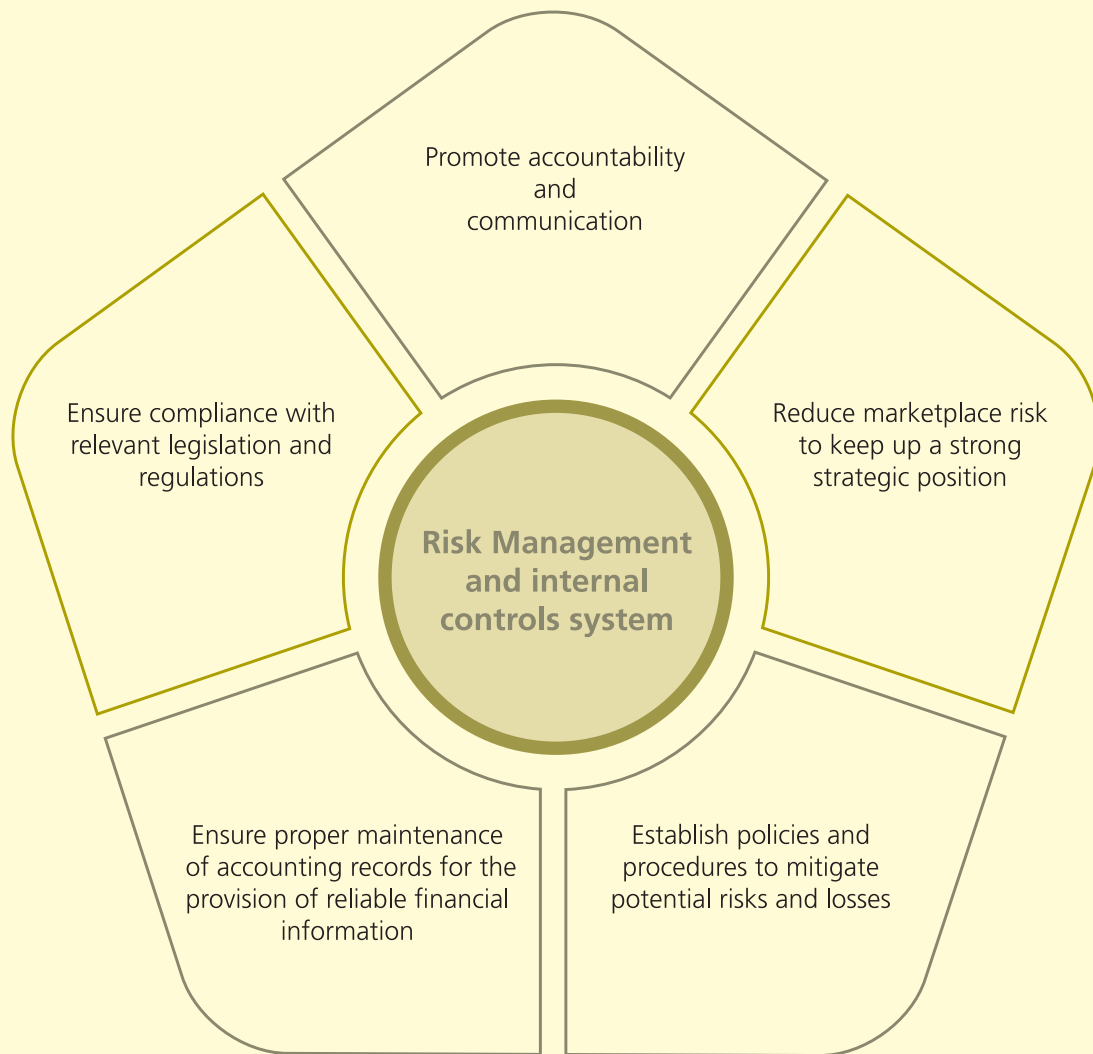 Promote accountability
and
communication
Ensure compliance with
relevant legislation and
regulations
Reduce marketplace risk
to keep up a strong
strategic position
Risk Management
and internal
controls system
Ensure proper maintenance
of accounting records for the
provision of reliable financial
information
Establish policies and
procedures to mitigate
potential risks and losses